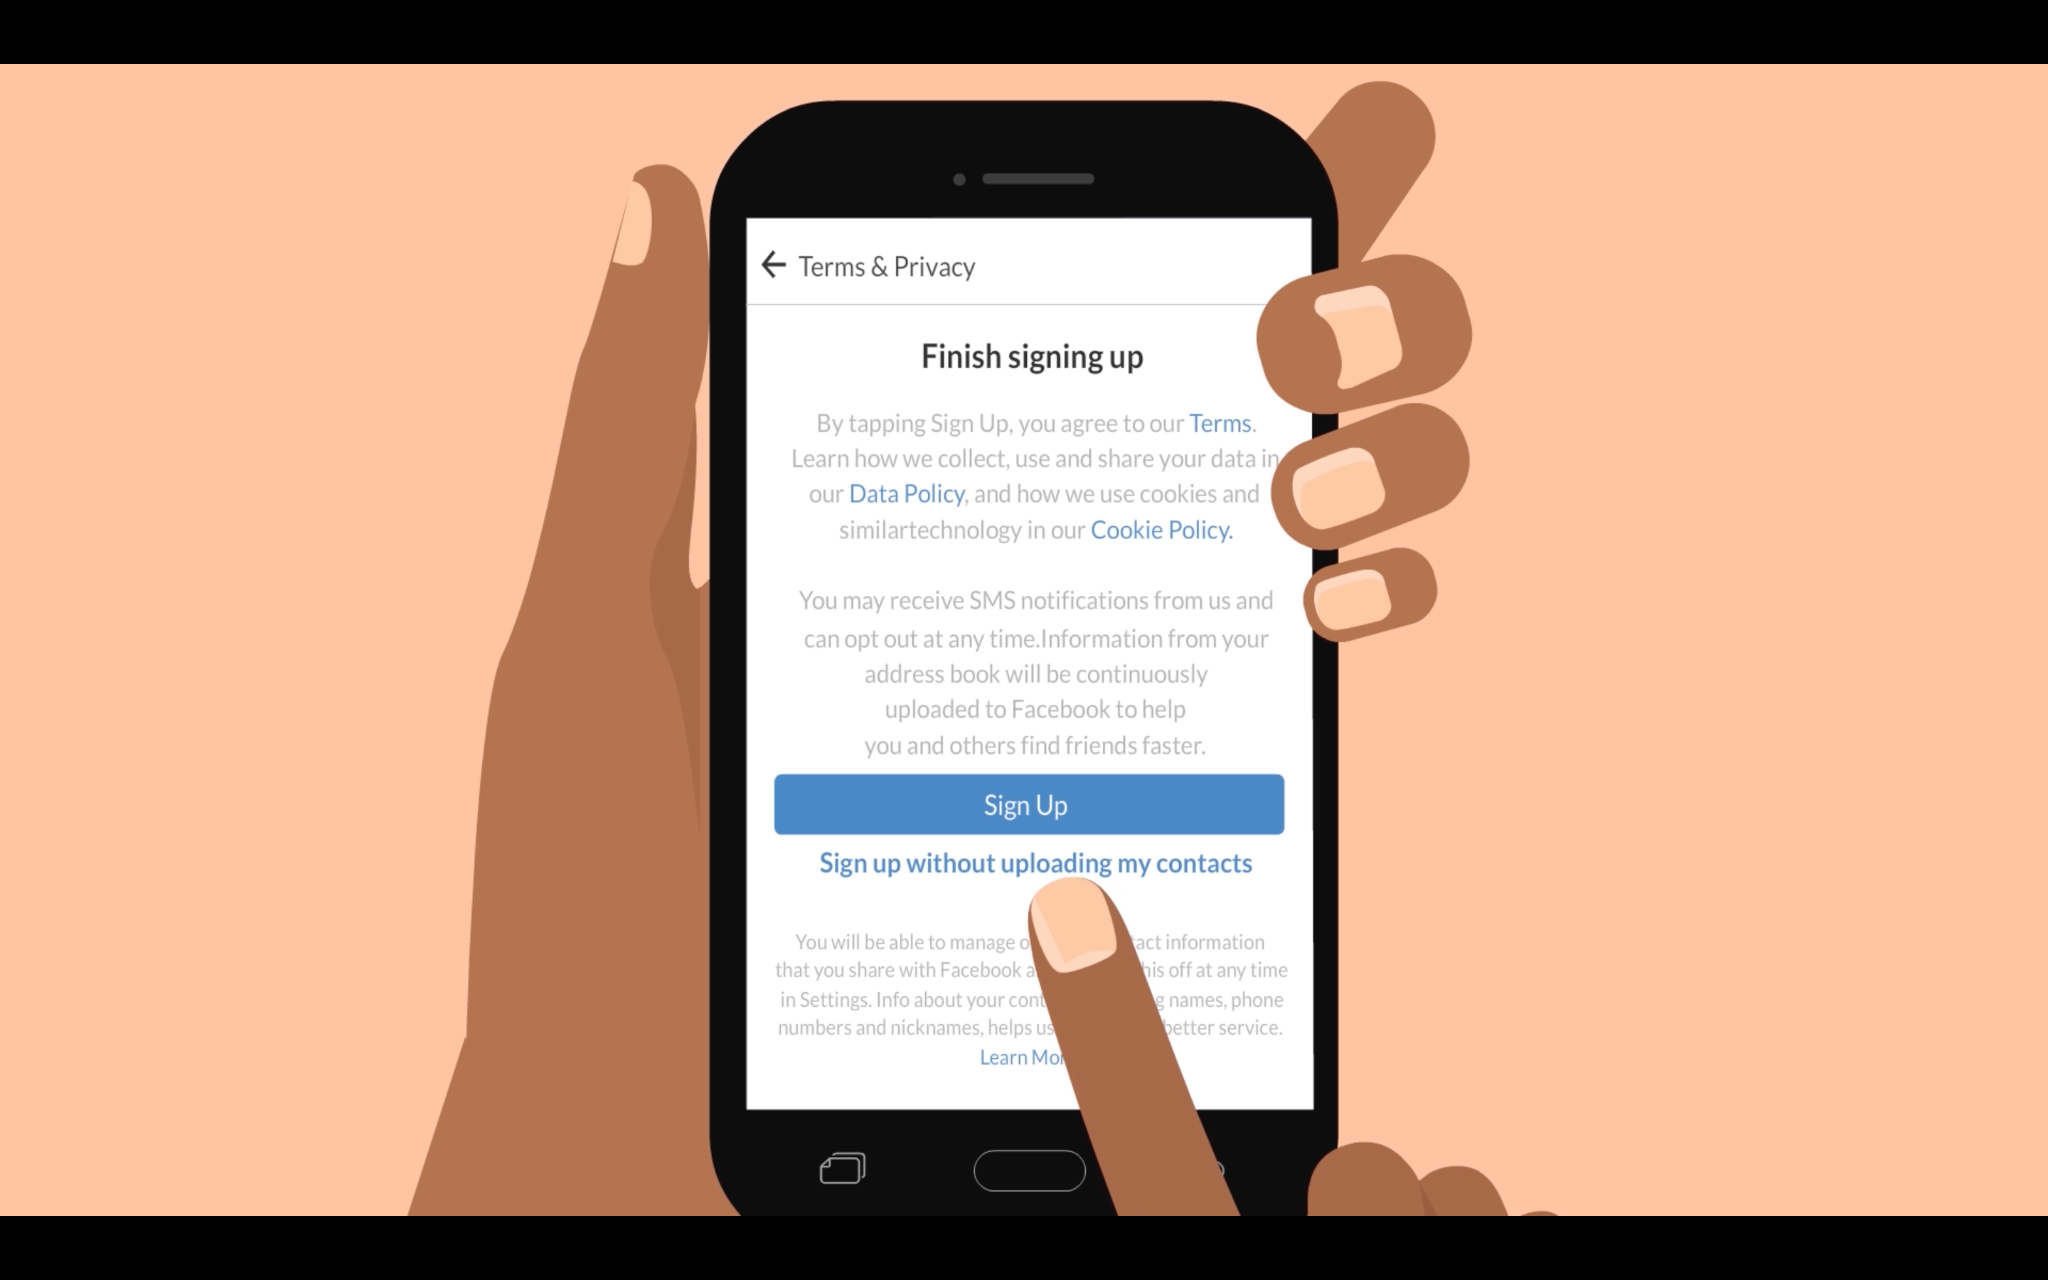 Terms & Privacy
Finish signing up
By tapping Sign Up, you agree to our Terms.
Learn how we collect, use and share your data in
our Data Policy, and how we use cookies and
similartechnology in our Cookie Policy.
You may receive SMS notifications from us and
can opt out at any time.Information from your
address book will be continuously
uploaded to Facebook to help
you and others find friends faster.
Sign Up
Sign up without uploading my contacts
You will be able to manage information
that you share with Facebook off at any time
in Settings. Info about your names, phone
numbers and nicknames, helps us better service.
Learn